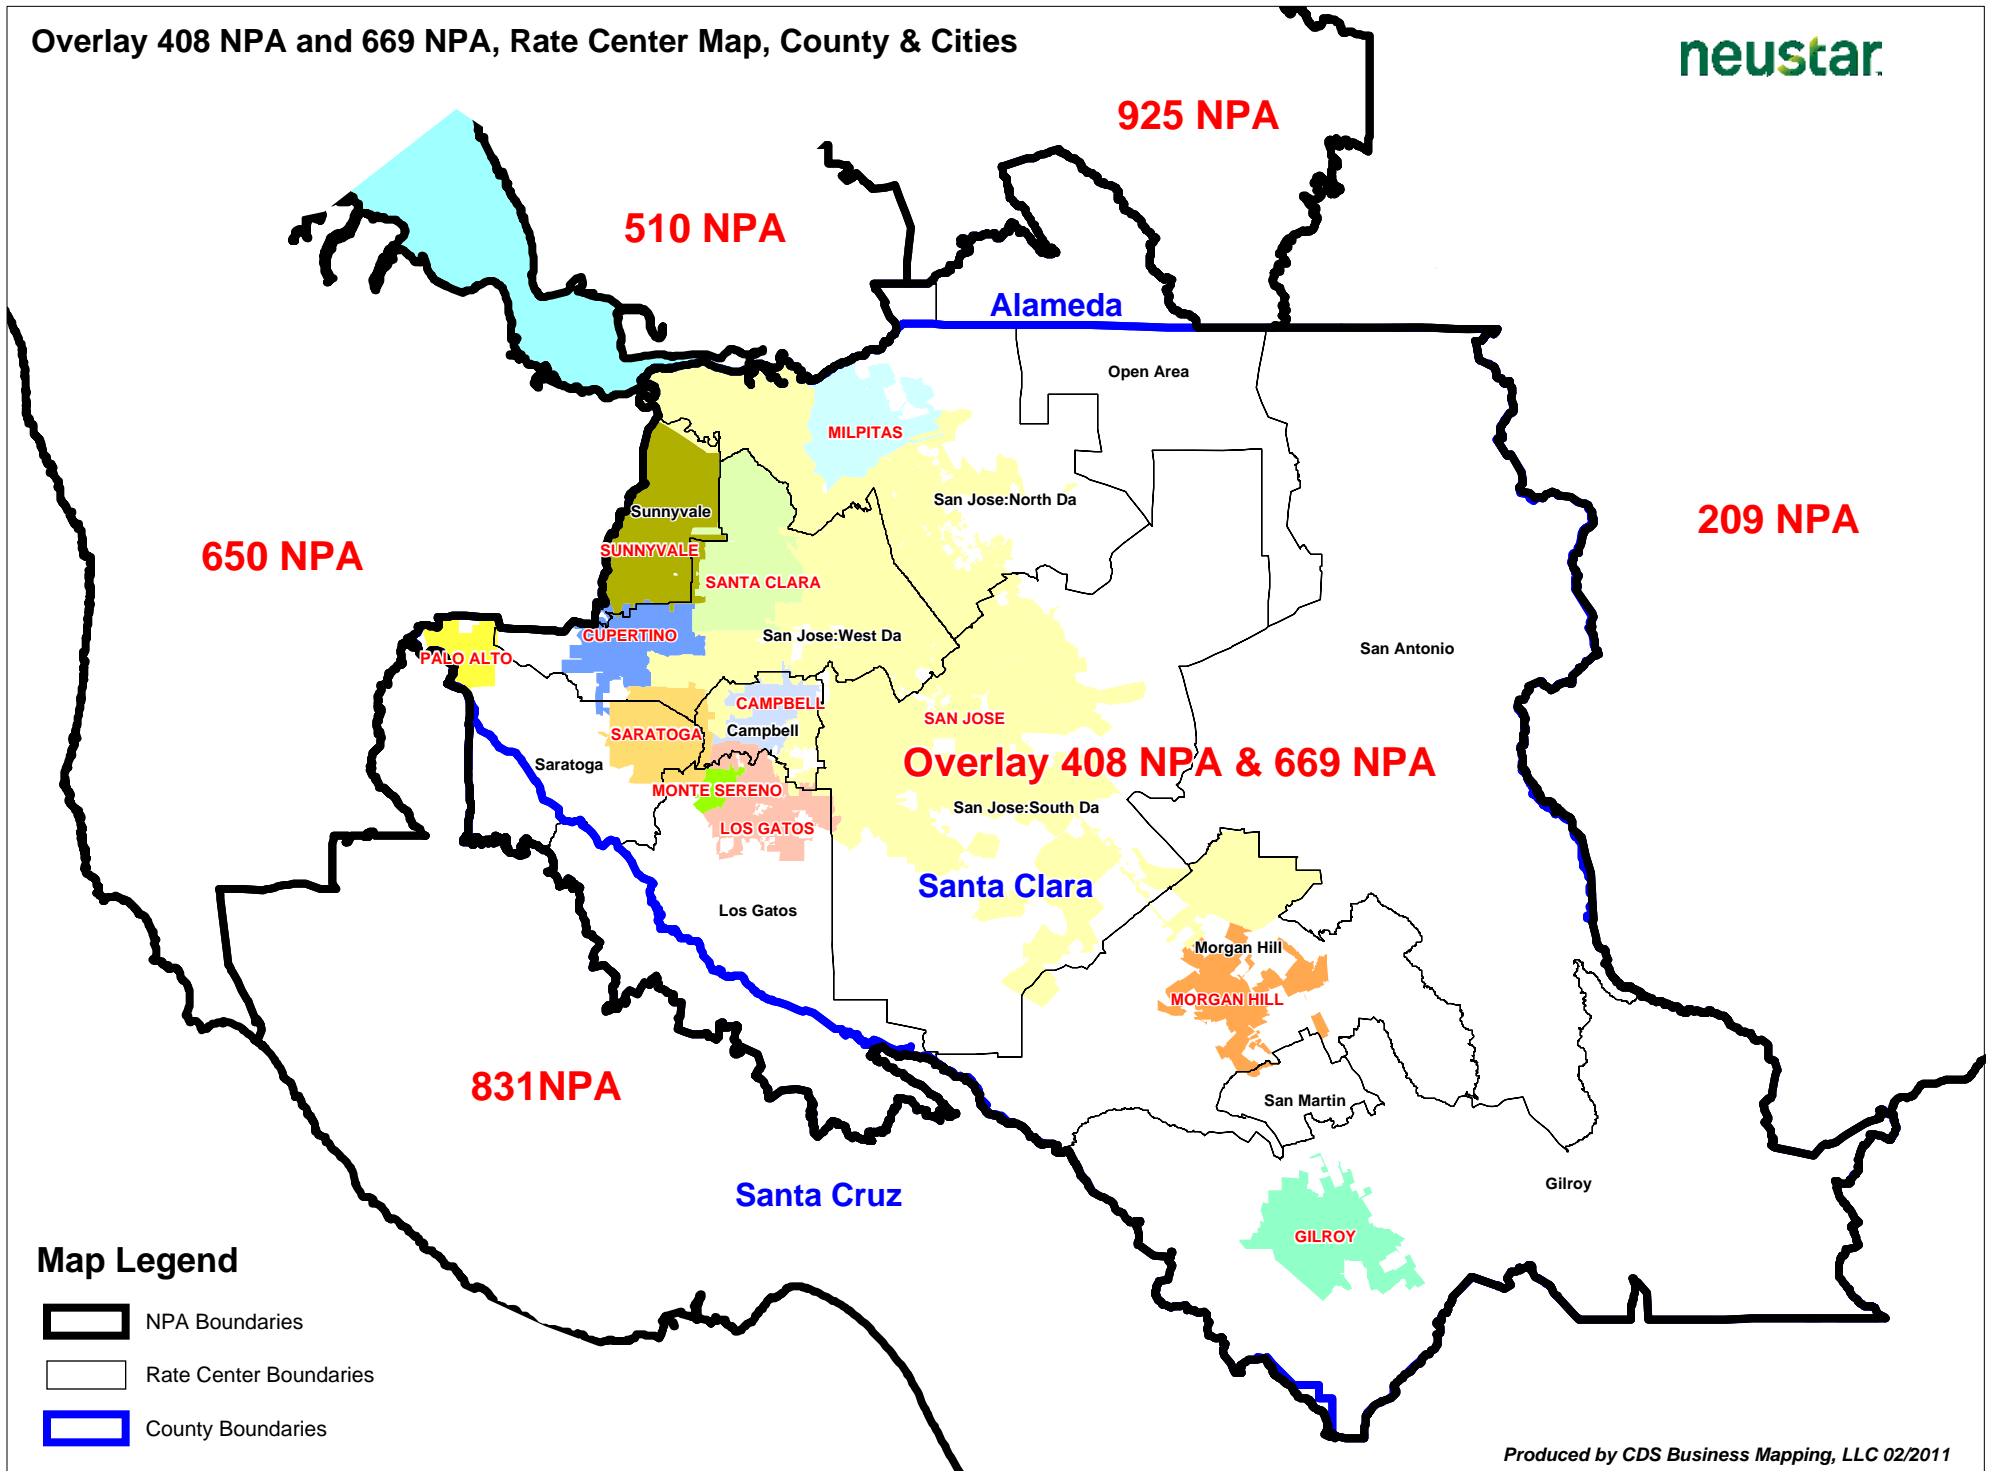 Overlay 408 NPA and 669 NPA, Rate Center Map, County & Cities
neustar
925 NPA
510 NPA
Alameda
Open Area
MILPITAS
San Jose:North Da
Sunnyvale
209 NPA
650 NPA
SUNNYVALE
SANTA CLARA
CUPERTINO
San Jose:West Da
San Antonio
PALO ALTO
CAMPBELL
SAN JOSE
Campbell
SARATOGA
Saratoga
Overlay 408 NPA & 669 NPA
MONTE SERENO
San Jose:South Da
LOS GATOS
Santa Clara
Los Gatos
Morgan Hill
MORGAN HILL
831NPA
San Martin
Santa Cruz
Gilroy
GILROY
Map Legend
NPA Boundaries
Rate Center Boundaries
County Boundaries
Produced by CDS Business Mapping, LLC 02/2011